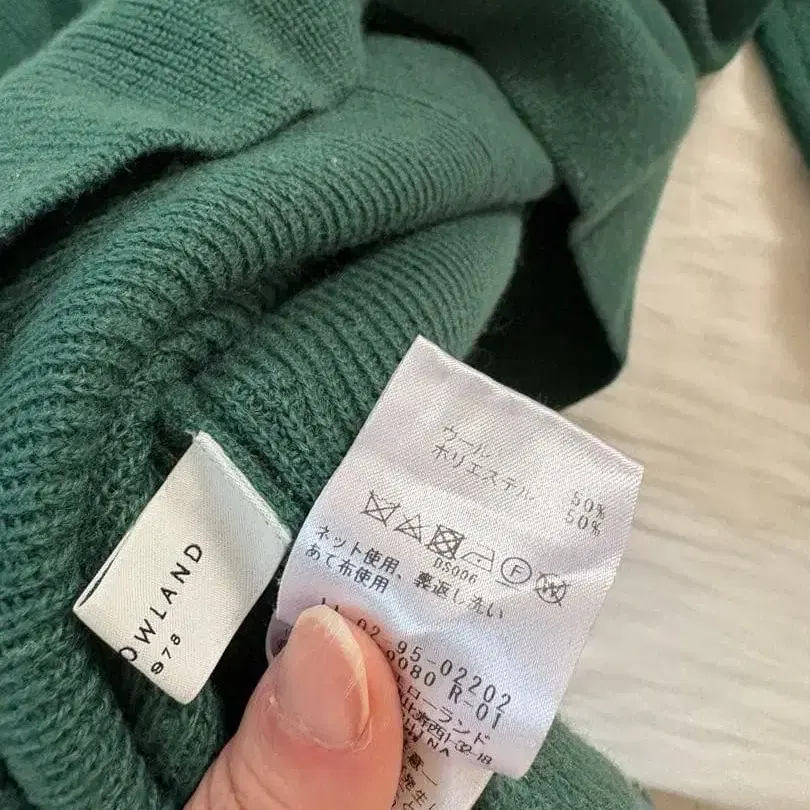 OWLAND
978
ウール 50%
ポリエステル 50%
F
W
DS006
ネット使用、裏返し洗い
あて布使用
02-95-02202
9080 R-01
ローランド